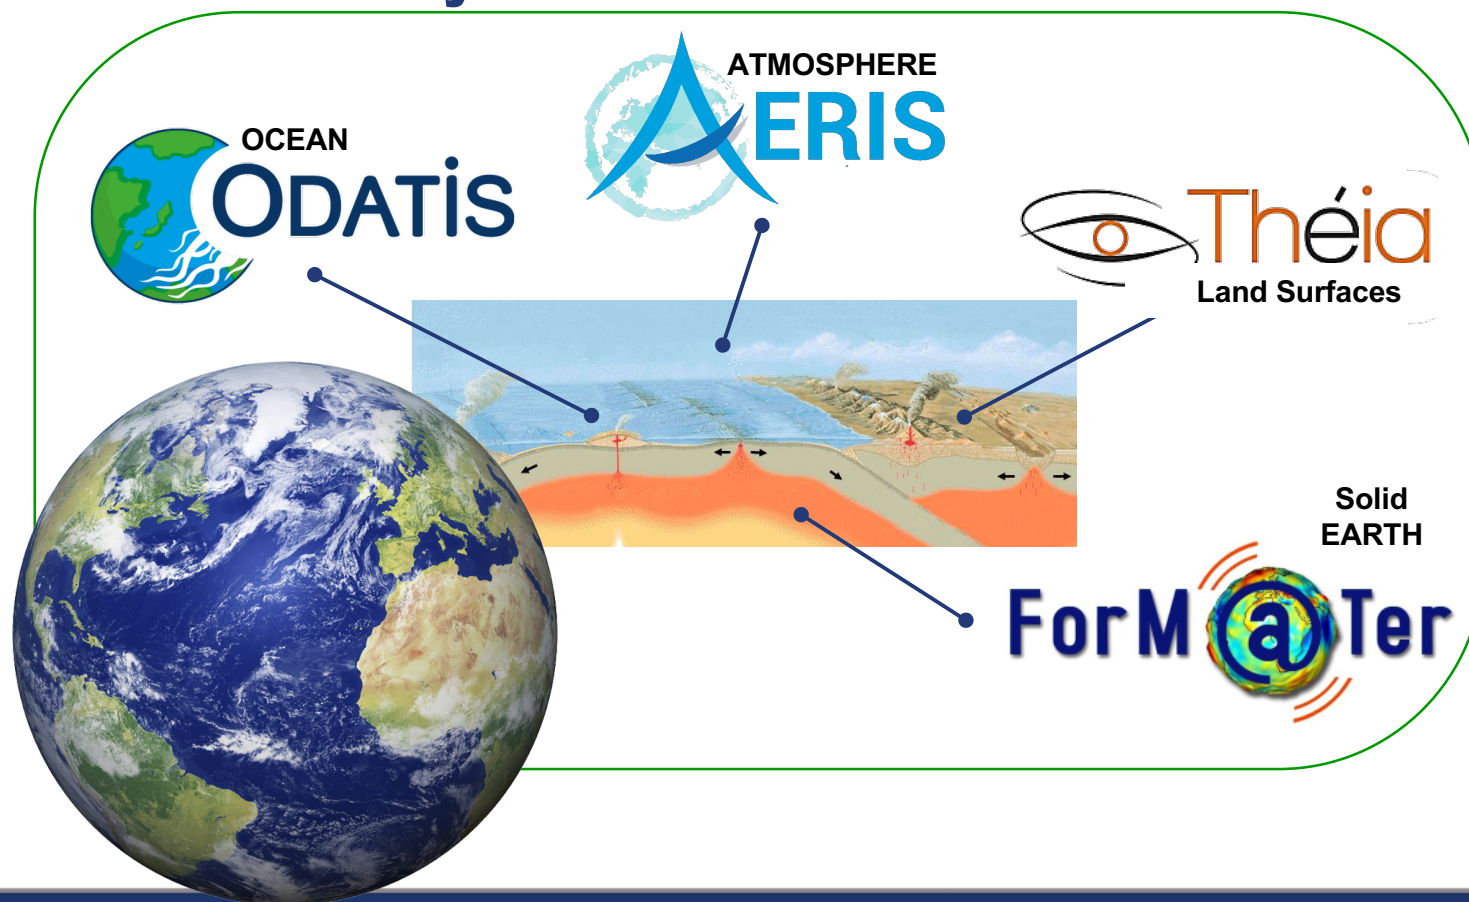 ATMOSPHERE
AERIS
OCEAN
ODATiS
Théia
Land Surfaces
Solid
EARTH
ForM@Ter